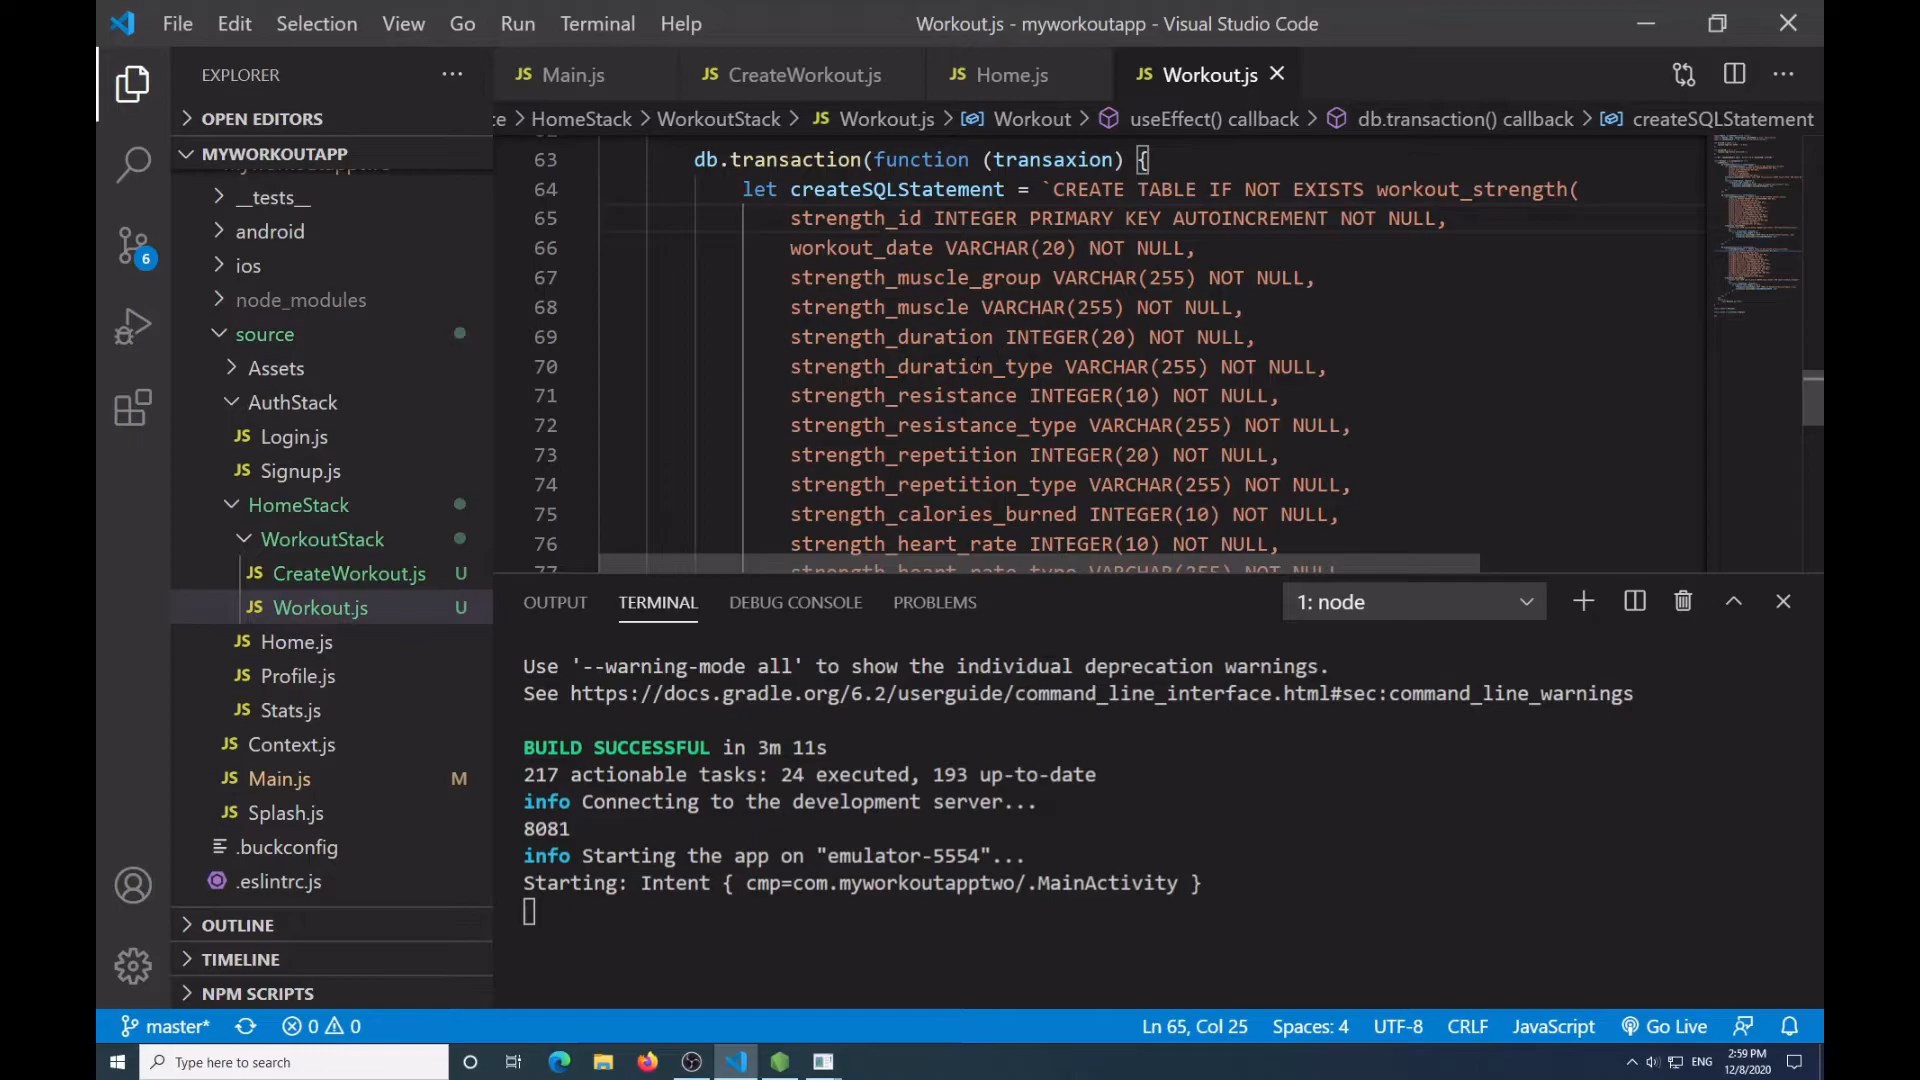 File Edit Selection View Go Run Terminal Help
Workout.js - myworkoutapp - Visual Studio Code
EXPLORER
OPEN EDITORS
MYWORKOUTAPP
__tests__
android
ios
node_modules
source
Assets
AuthStack
JS Login.js
JS Signup.js
HomeStack
WorkoutStack
JS CreateWorkout.js U
JS Workout.js U
JS Home.js
JS Profile.js
JS Stats.js
JS Context.js
JS Main.js M
JS Splash.js
.buckconfig
.eslintrc.js
OUTLINE
TIMELINE
NPM SCRIPTS
6
JS Main.js JS CreateWorkout.js JS Home.js JS Workout.js
ce > HomeStack > WorkoutStack > JS Workout.js > Workout > useEffect() callback > db.transaction() callback > createSQLStatement
63 db.transaction(function (transaxion) {
64 let createSQLStatement = `CREATE TABLE IF NOT EXISTS workout_strength(
65 strength_id INTEGER PRIMARY KEY AUTOINCREMENT NOT NULL,
66 workout_date VARCHAR(20) NOT NULL,
67 strength_muscle_group VARCHAR(255) NOT NULL,
68 strength_muscle VARCHAR(255) NOT NULL,
69 strength_duration INTEGER(20) NOT NULL,
70 strength_duration_type VARCHAR(255) NOT NULL,
71 strength_resistance INTEGER(10) NOT NULL,
72 strength_resistance_type VARCHAR(255) NOT NULL,
73 strength_repetition INTEGER(20) NOT NULL,
74 strength_repetition_type VARCHAR(255) NOT NULL,
75 strength_calories_burned INTEGER(10) NOT NULL,
76 strength_heart_rate INTEGER(10) NOT NULL,
77 strength_heart_rate_type VARCHAR(255) NOT NULL,
OUTPUT TERMINAL DEBUG CONSOLE PROBLEMS
1: node
Use '--warning-mode all' to show the individual deprecation warnings.
See https://docs.gradle.org/6.2/userguide/command_line_interface.html#sec:command_line_warnings
BUILD SUCCESSFUL in 3m 11s
217 actionable tasks: 24 executed, 193 up-to-date
info Connecting to the development server...
8081
info Starting the app on "emulator-5554"...
Starting: Intent { cmp=com.myworkoutapptwo/.MainActivity }
master* 0 0
Ln 65, Col 25 Spaces: 4 UTF-8 CRLF JavaScript Go Live
Type here to search
ENG
2:59 PM
12/8/2020